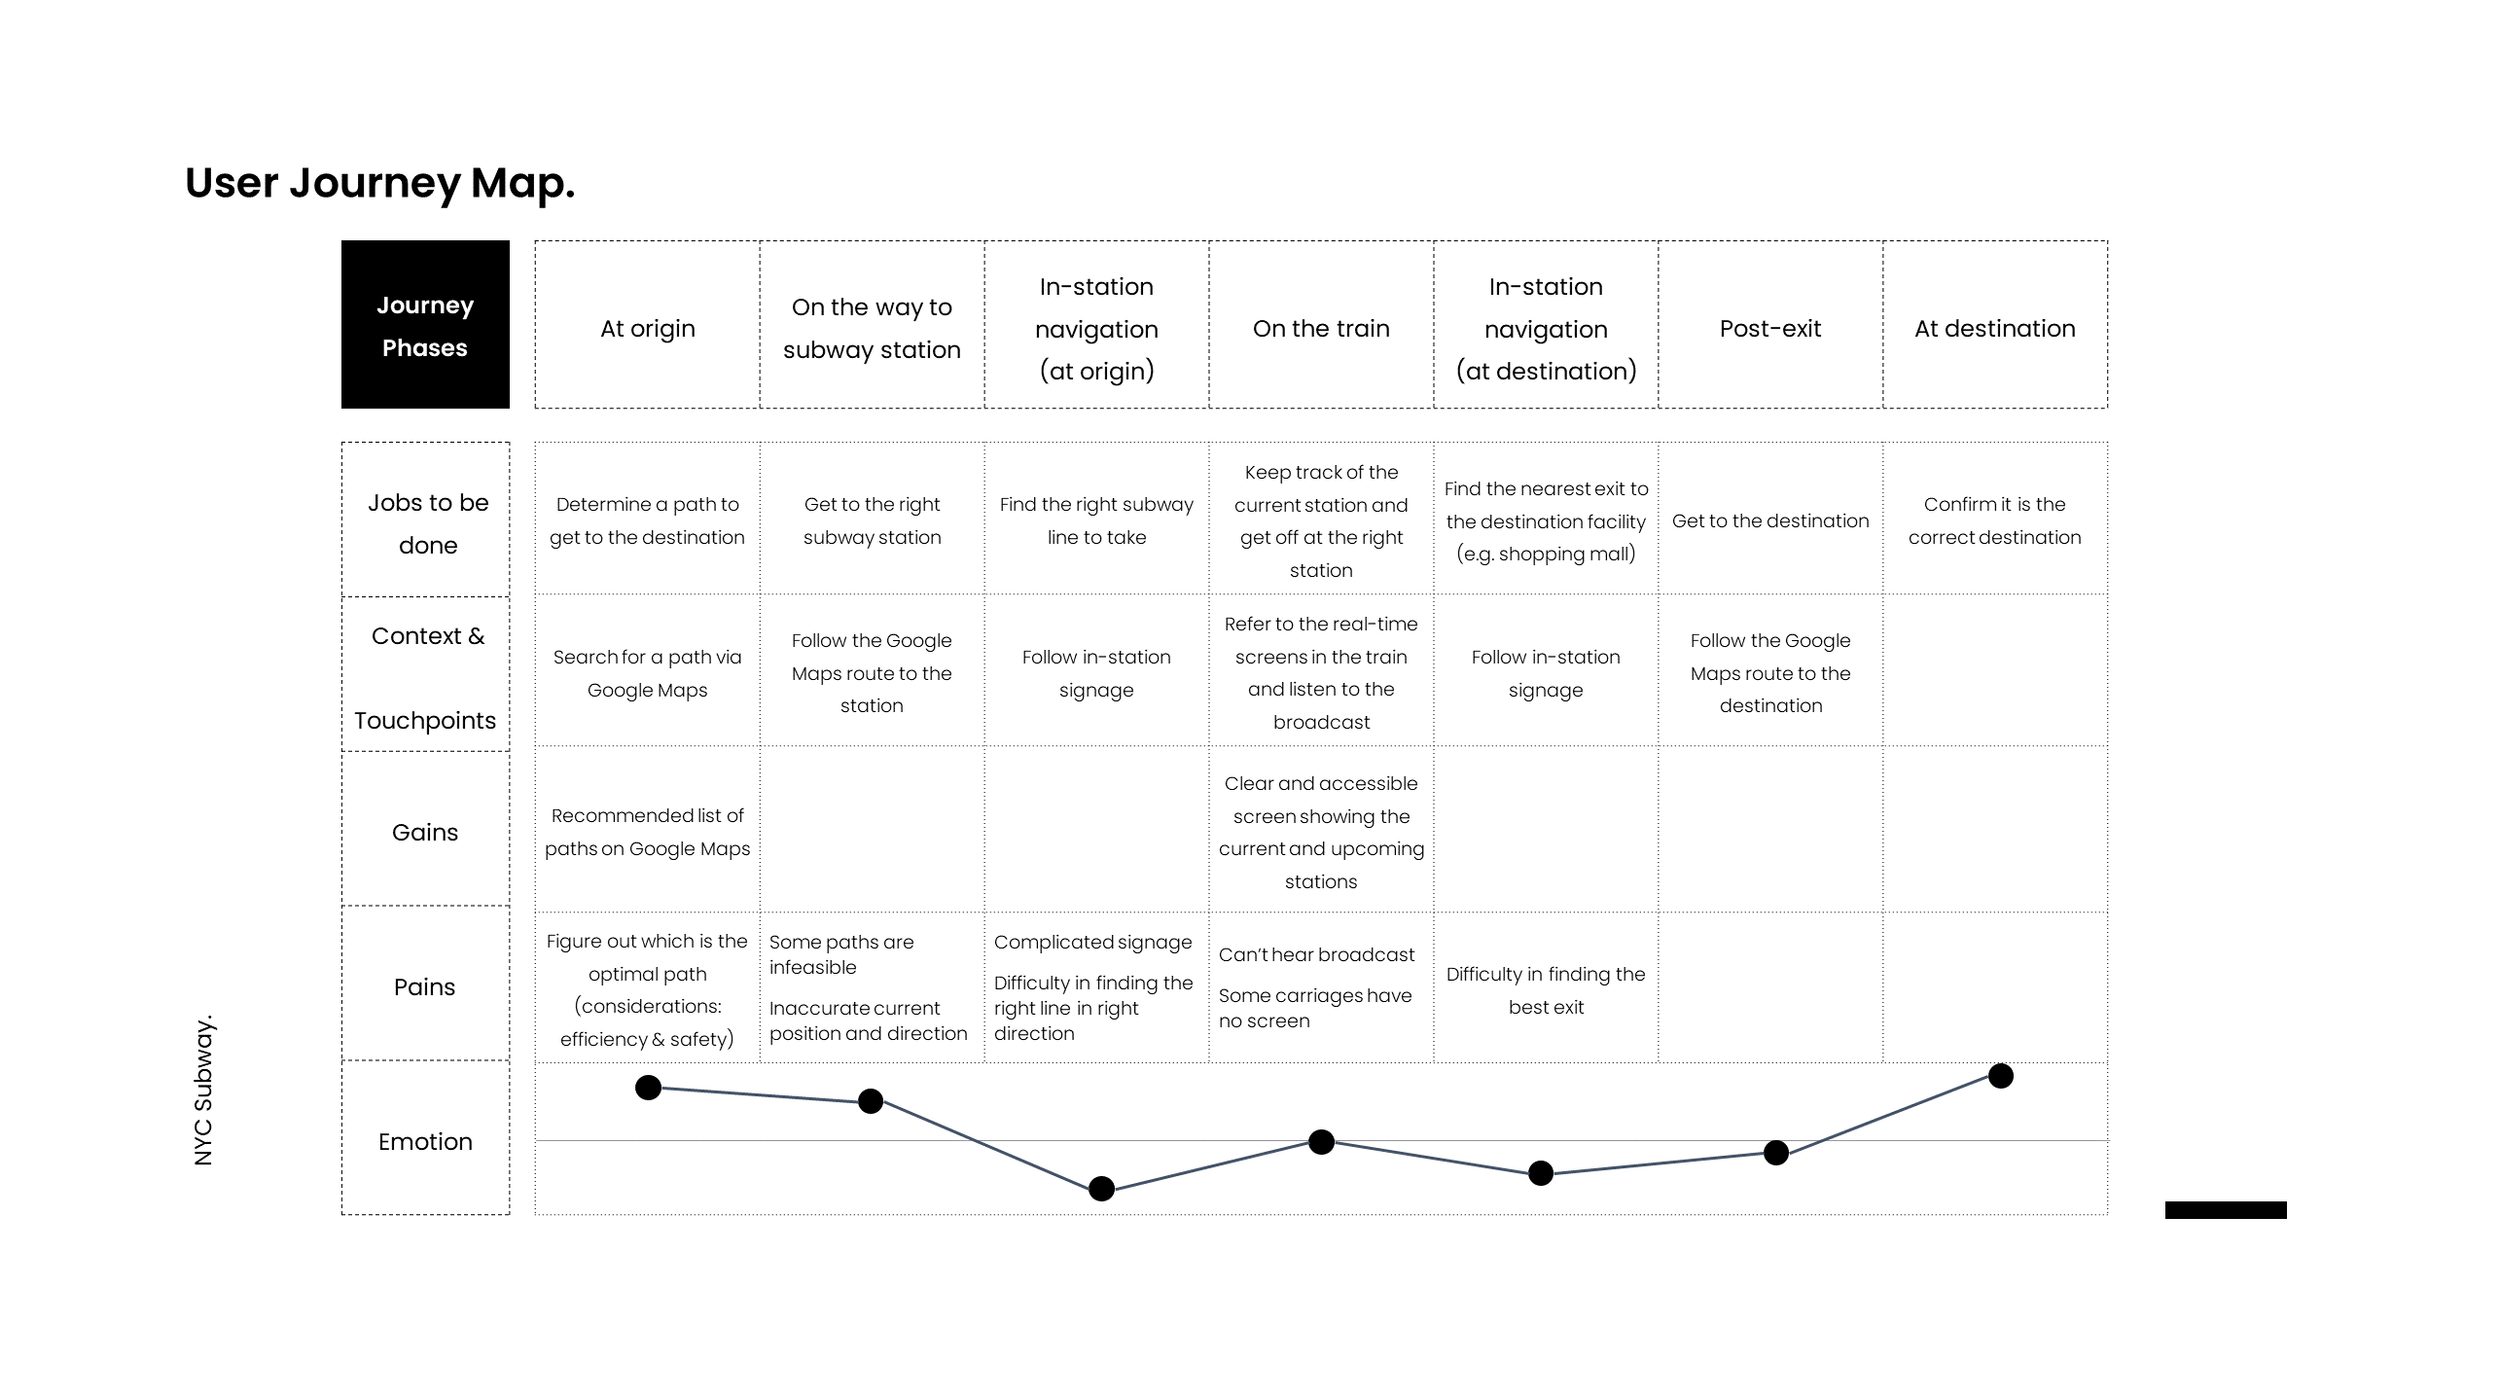 User Journey Map.
Journey
Phases
At origin
On the way to
subway station
In-station
navigation
(at origin)
On the train
In-station
navigation
(at destination)
Post-exit
At destination
Jobs to be
done
Determine a path to
get to the destination
Get to the right
subway station
Find the right subway
line to take
Keep track of the
current station and
get off at the right
station
Find the nearest exit to
the destination facility
(e.g. shopping mall)
Get to the destination
Confirm it is the
correct destination
Context &
Touchpoints
Search for a path via
Google Maps
Follow the Google
Maps route to the
station
Follow in-station
signage
Refer to the real-time
screens in the train
and listen to the
broadcast
Follow in-station
signage
Follow the Google
Maps route to the
destination
Gains
Recommended list of
paths on Google Maps
Clear and accessible
screen showing the
current and upcoming
stations
Pains
Figure out which is the
optimal path
(considerations:
efficiency & safety)
Some paths are
infeasible
Inaccurate current
position and direction
Complicated signage
Difficulty in finding the
right line in right
direction
Can't hear broadcast
Some carriages have
no screen
Difficulty in finding the
best exit
Emotion
NYC Subway.